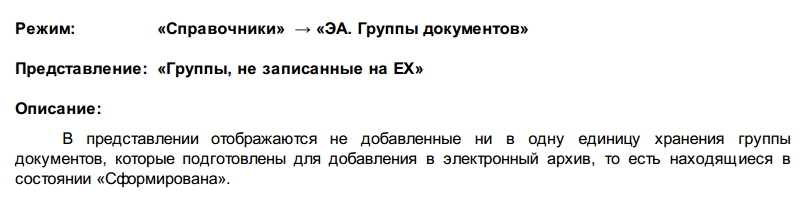 Режим: «Справочники» → «ЭА. Группы документов»
Представление: «Группы, не записанные на ЕХ»
Описание:
В представлении отображаются не добавленные ни в одну единицу хранения группы
документов, которые подготовлены для добавления в электронный архив, то есть находящиеся в
состоянии «Сформирована».